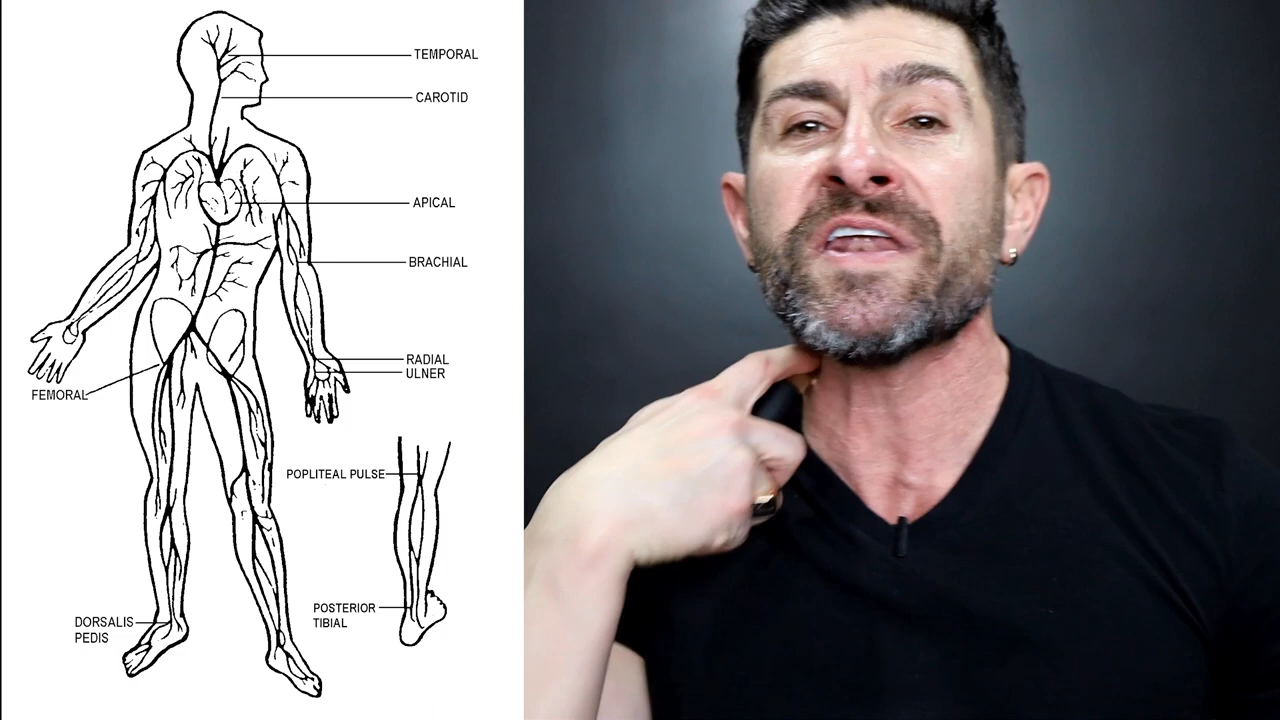 TEMPORAL
CAROTID
APICAL
BRACHIAL
RADIAL
ULNER
FEMORAL
POPLITEAL PULSE
POSTERIOR
TIBIAL
DORSALIS
PEDIS